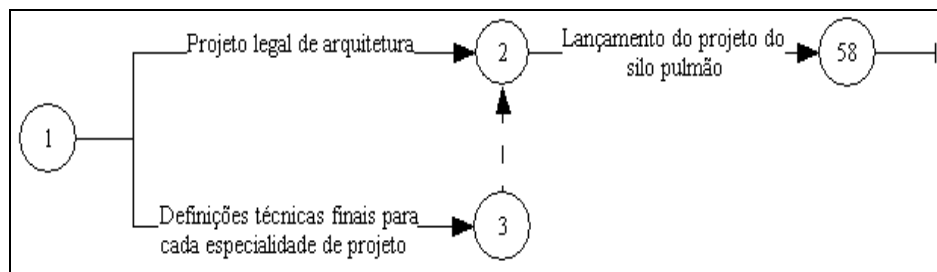 Projeto legal de arquitetura
2
Lançamento do projeto do
silo pulmão
58
1
Definições técnicas finais para
cada especialidade de projeto
3